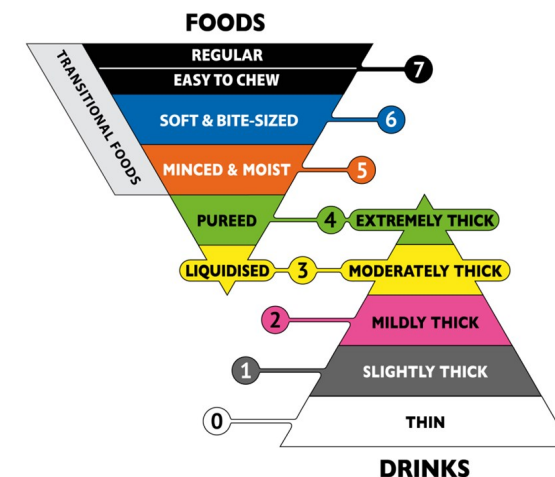 FOODS
REGULAR
EASY TO CHEW
7
TRANSITIONAL FOODS
SOFT & BITE-SIZED
6
MINCED & MOIST
5
PUREED
4
EXTREMELY THICK
LIQUIDISED
3
MODERATELY THICK
2
MILDLY THICK
1
SLIGHTLY THICK
0
THIN
DRINKS